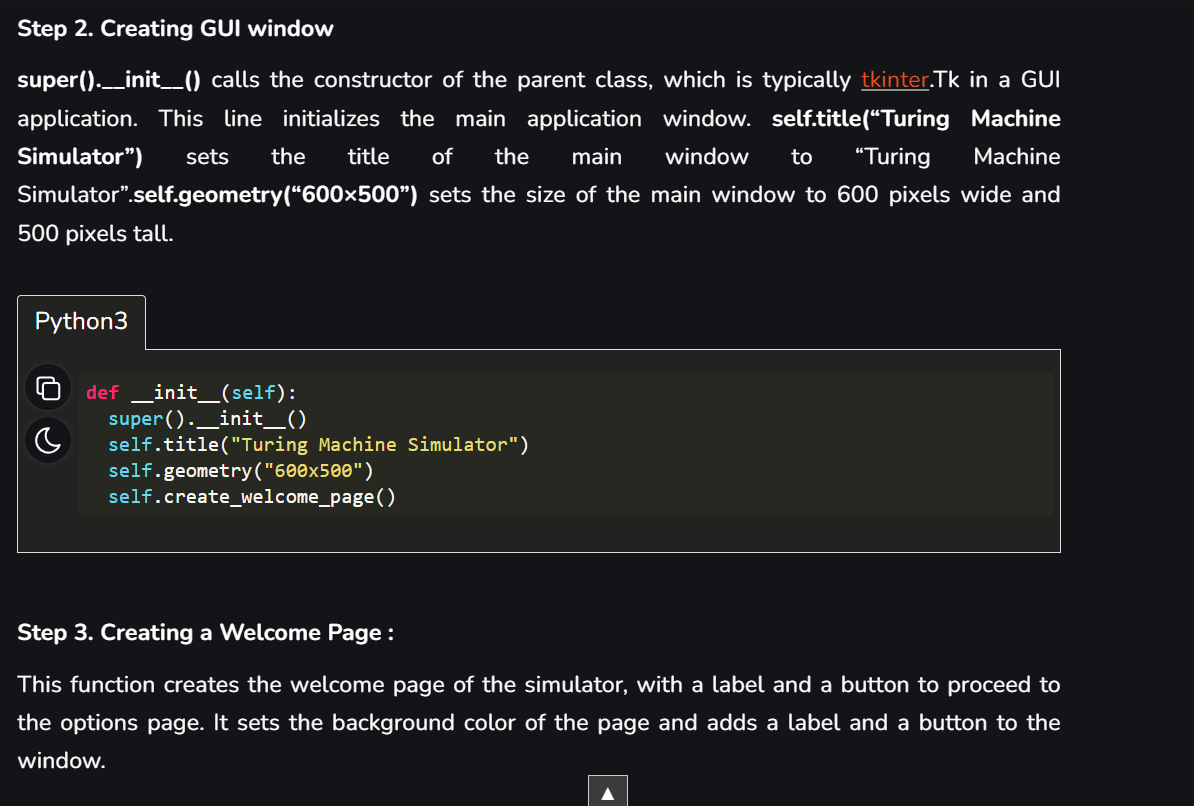 Step 2. Creating GUI window
super().__init__() calls the constructor of the parent class, which is typically tkinter.Tk in a GUI
application. This line initializes the main application window. self.title(“Turing Machine
Simulator”) sets the title of the main window to “Turing Machine
Simulator”.self.geometry(“600×500”) sets the size of the main window to 600 pixels wide and
500 pixels tall.
Python3
def __init__(self):
  super().__init__()
  self.title("Turing Machine Simulator")
  self.geometry("600x500")
  self.create_welcome_page()
Step 3. Creating a Welcome Page :
This function creates the welcome page of the simulator, with a label and a button to proceed to
the options page. It sets the background color of the page and adds a label and a button to the
window.